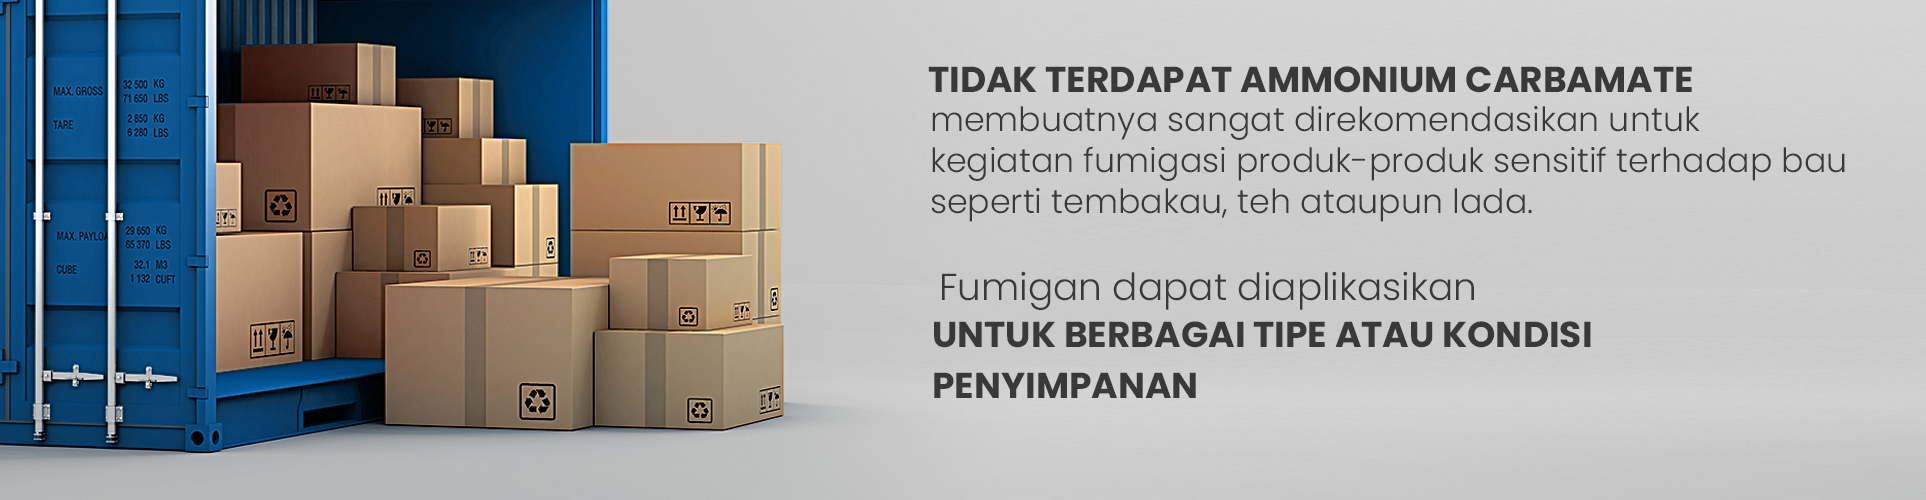 MAX. GROSS 32 500 KG
71 650 LBS
TARE 2 850 KG
6 280 LBS
MAX. PAYLOA 29 650 KG
65 370 LBS
CUBE 32.1 M3
1 132 CUFT
TIDAK TERDAPAT AMMONIUM CARBAMATE
membuatnya sangat direkomendasikan untuk
kegiatan fumigasi produk-produk sensitif terhadap bau
seperti tembakau, teh ataupun lada.
Fumigan dapat diaplikasikan
UNTUK BERBAGAI TIPE ATAU KONDISI
PENYIMPANAN